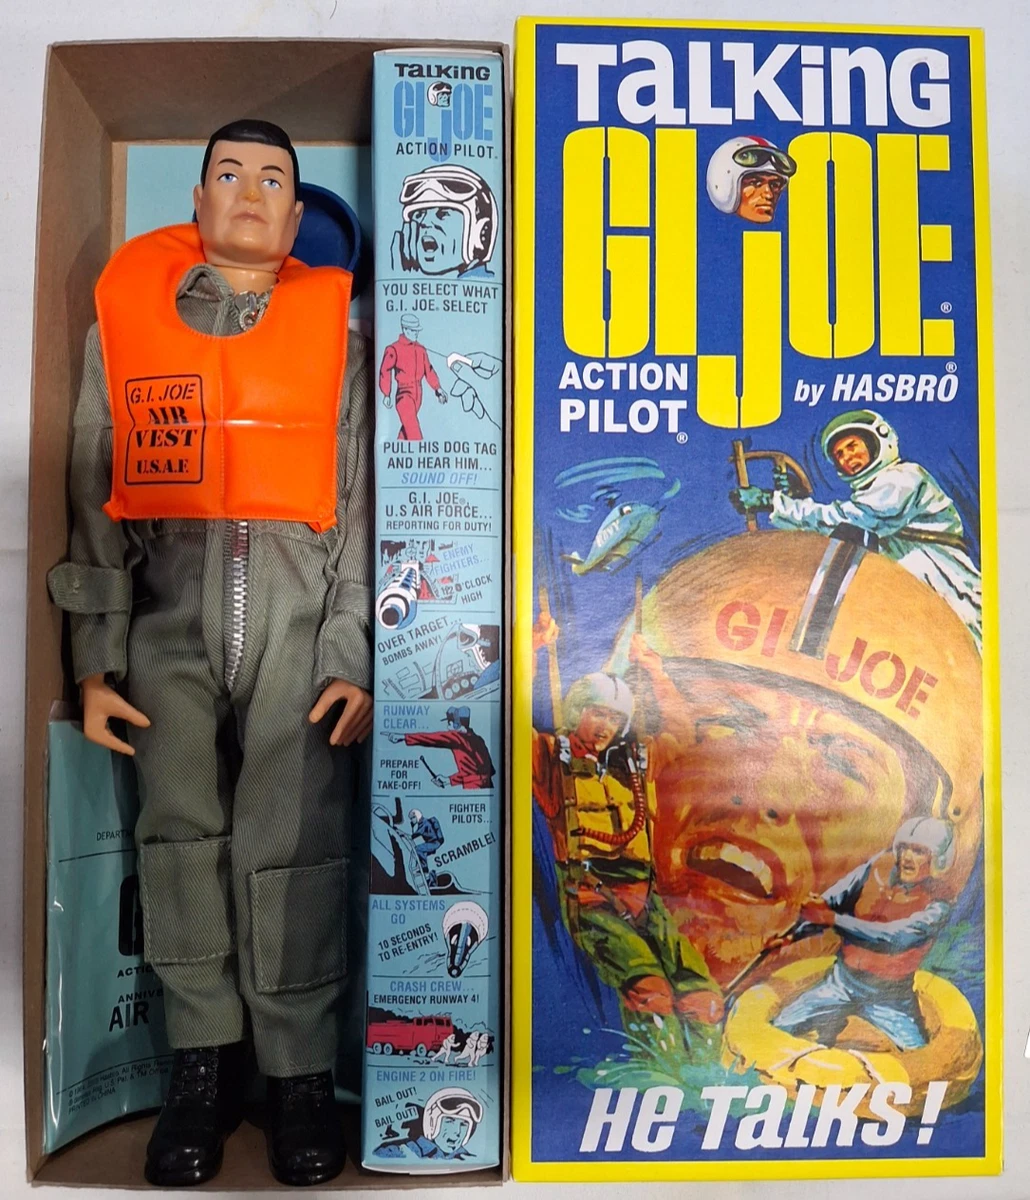 G.I. JOE
AIR
VEST
U.S.A.F.
DEPART
ACTIO
ANNIV
AIR
TALKING
GI JOE
ACTION PILOT®
YOU SELECT WHAT
G.I. JOE® SELECT
PULL HIS DOG TAG
AND HEAR HIM...
SOUND OFF!
G.I. JOE®
U.S AIR FORCE...
REPORTING FOR DUTY!
ENEMY
FIGHTERS...
O'CLOCK
HIGH
OVER TARGET...
BOMBS AWAY!
RUNWAY
CLEAR...
PREPARE
FOR
TAKE-OFF!
FIGHTER
PILOTS...
SCRAMBLE!
ALL SYSTEMS
GO
10 SECONDS
TO RE-ENTRY!
CRASH CREW...
EMERGENCY RUNWAY 4!
ENGINE 2 ON FIRE!
BAIL OUT!
BAIL OUT!
TALKING
GI JOE®
ACTION
PILOT®
by HASBRO®
NAVY
GI JOE
He TALKS!